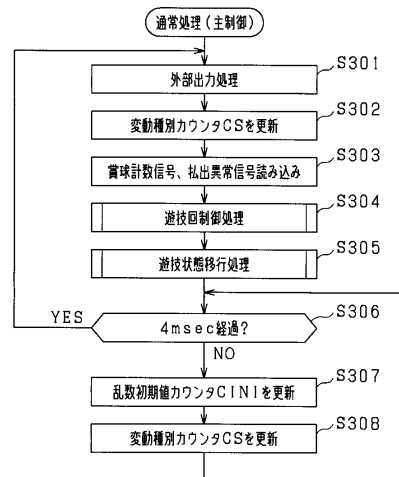 通常処理(主制御)
S301
外部出力処理
S302
変動種別カウンタCSを更新
S303
賞球計数信号、払出異常信号読み込み
S304
遊技回制御処理
S305
遊技状態移行処理
S306
YES
4msec経過?
NO
S307
乱数初期値カウンタCINIを更新
S308
変動種別カウンタCSを更新